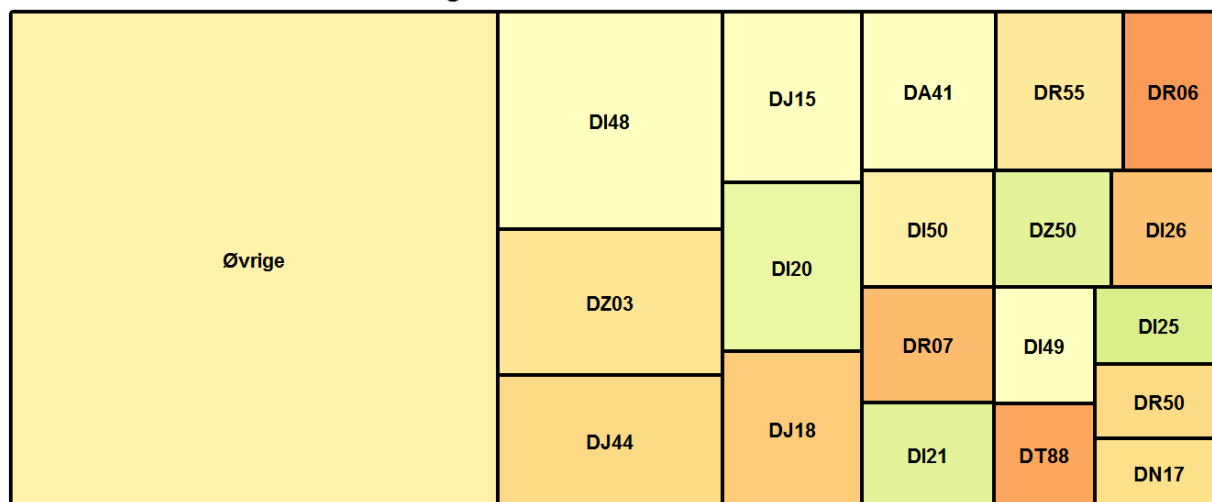 Øvrige
DI48
DZ03
DJ44
DJ15
DI20
DJ18
DA41
DR55
DR06
DI50
DZ50
DI26
DR07
DI49
DI25
DR50
DI21
DT88
DN17